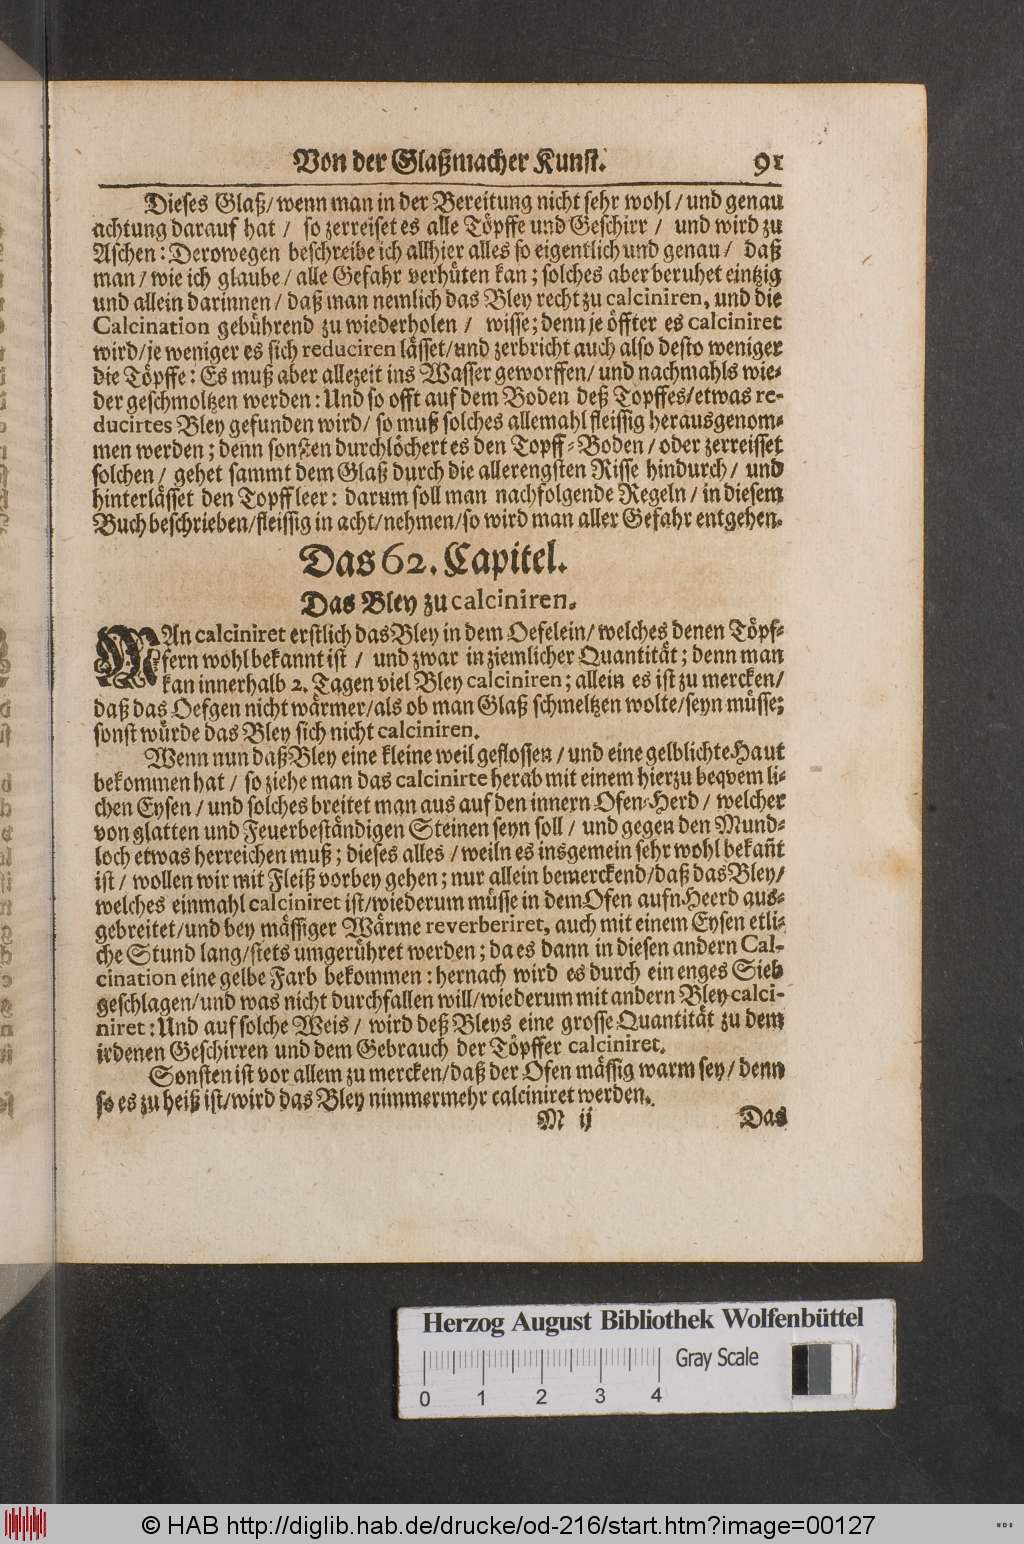 Von der Glaßmacher Kunst. 91
Dieses Glaß/ wenn man in der Bereitung nicht sehr wohl/ und genau
achtung darauf hat / so zerreiset es alle Töpffe und Geschirr / und wird zu
Aschen: Derowegen beschreibe ich allhier alles so eigentlich und genau/ daß
man/ wie ich glaube/ alle Gefahr verhüten kan; solches aber beruhet eintzig
und allein darinnen/ daß man nemlich das Bley recht zu calciniren, und die
Calcination gebührend zu wiederholen / wisse; denn je öffter es calciniret
wird/ je weniger es sich reduciren lässet/ und zerbricht auch also desto weniger
die Töpffe: Es muß aber allezeit ins Wasser geworffen/ und nachmahls wie-
der geschmoltzen werden: Und so offt auf dem Boden deß Topffes/ etwas re-
ducirtes Bley gefunden wird/ so muß solches allemahl fleissig herausgenom-
men werden; denn sonsten durchlöchert es den Topff-Boden/ oder zerreisset
solchen/ gehet sammt dem Glaß durch die allerengsten Risse hindurch/ und
hinterlässet den Topff leer: darum soll man nachfolgende Regeln/ in diesem
Buch beschrieben/ fleissig in acht/ nehmen/ so wird man aller Gefahr entgehen.
Das 62. Capitel.
Das Bley zu calciniren.
MAn calciniret erstlich das Bley in dem Oefelein/ welches denen Töpf-
fern wohl bekannt ist / und zwar in ziemlicher Quantität; denn man
kan innerhalb 2. Tagen viel Bley calciniren; allein es ist zu mercken/
daß das Oefgen nicht wärmer/ als ob man Glaß schmeltzen wolte/ seyn müsse;
sonst würde das Bley sich nicht calciniren.
Wenn nun daß Bley eine kleine weil geflossen/ und eine gelblichte Haut
bekommen hat / so ziehe man das calcinirte herab mit einem hierzu beqvemli-
chen Eysen / und solches breitet man aus auf den innern Ofen-Herd / welcher
von glatten und Feuerbeständigen Steinen seyn soll / und gegen den Mund-
loch etwas herreichen muß; dieses alles / weiln es insgemein sehr wohl bekañt
ist/ wollen wir mit Fleiß vorbey gehen; nur allein bemerckend/ daß das Bley/
welches einmahl calciniret ist/ wiederum müsse in dem Ofen aufn Heerd aus-
gebreitet/ und bey mässiger Wärme reverberiret, auch mit einem Eysen etli-
che Stund lang/ stets umgerühret werden; da es dann in diesen andern Cal-
cination eine gelbe Farb bekommen: hernach wird es durch ein enges Sieb
geschlagen/ und was nicht durchfallen will/ wiederum mit andern Bley calci-
niret: Und auf solche Weis / wird deß Bleys eine grosse Quantität zu dem
irdenen Geschirren und dem Gebrauch der Töpffer calciniret.
Sonsten ist vor allem zu mercken/ daß der Ofen mässig warm sey/ denn
so es zu heiß ist/ wird das Bley nimmermehr calciniret werden.
M ij Das
Herzog August Bibliothek Wolfenbüttel
Gray Scale
0 1 2 3 4
© HAB http://diglib.hab.de/drucke/od-216/start.htm?image=00127